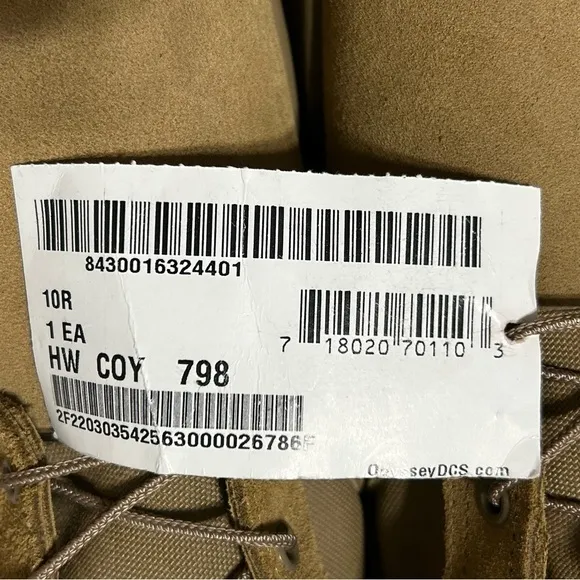 8430016324401
10R
1 EA
7 18020 70110 3
HW COY 798
2F220303542563000026786F
OdysseyDCS.com